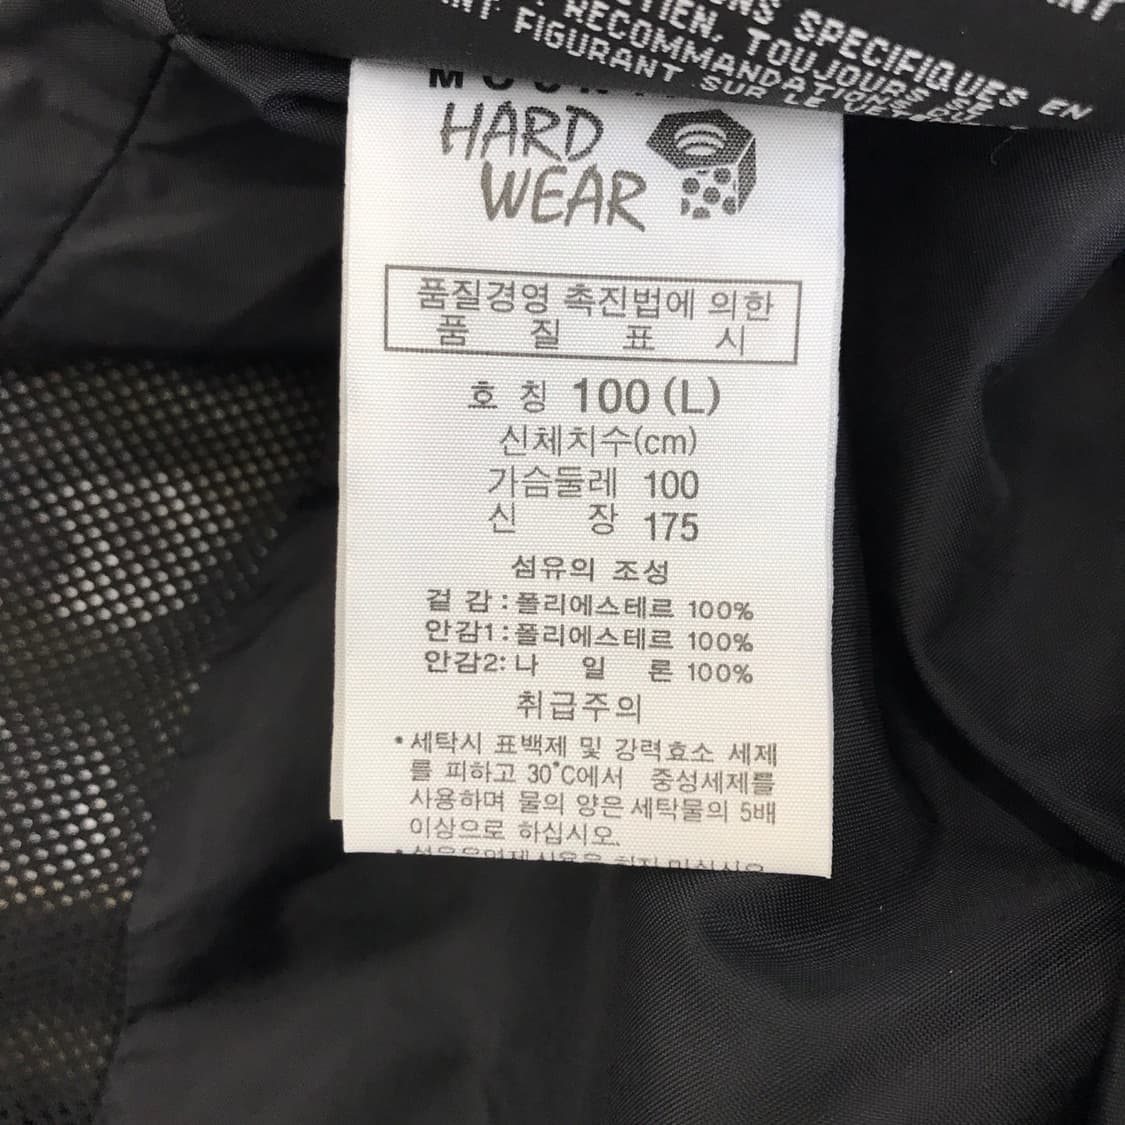 NS SPECIFIQUES EN
TIEN, TOUJOURS SE
RECOMMANDATIONS
FIGURANT SUR LE
HARD
WEAR
품질경영 촉진법에 의한
품 질 표 시
호 칭 100 (L)
신체치수(cm)
가슴둘레 100
신 장 175
섬유의 조성
겉 감 : 폴리에스테르 100%
안감1 : 폴리에스테르 100%
안감2: 나 일 론 100%
취급주의
• 세탁시 표백제 및 강력효소 세제
를 피하고 30°C에서 중성세제를
사용하며 물의 양은 세탁물의 5배
이상으로 하십시오.